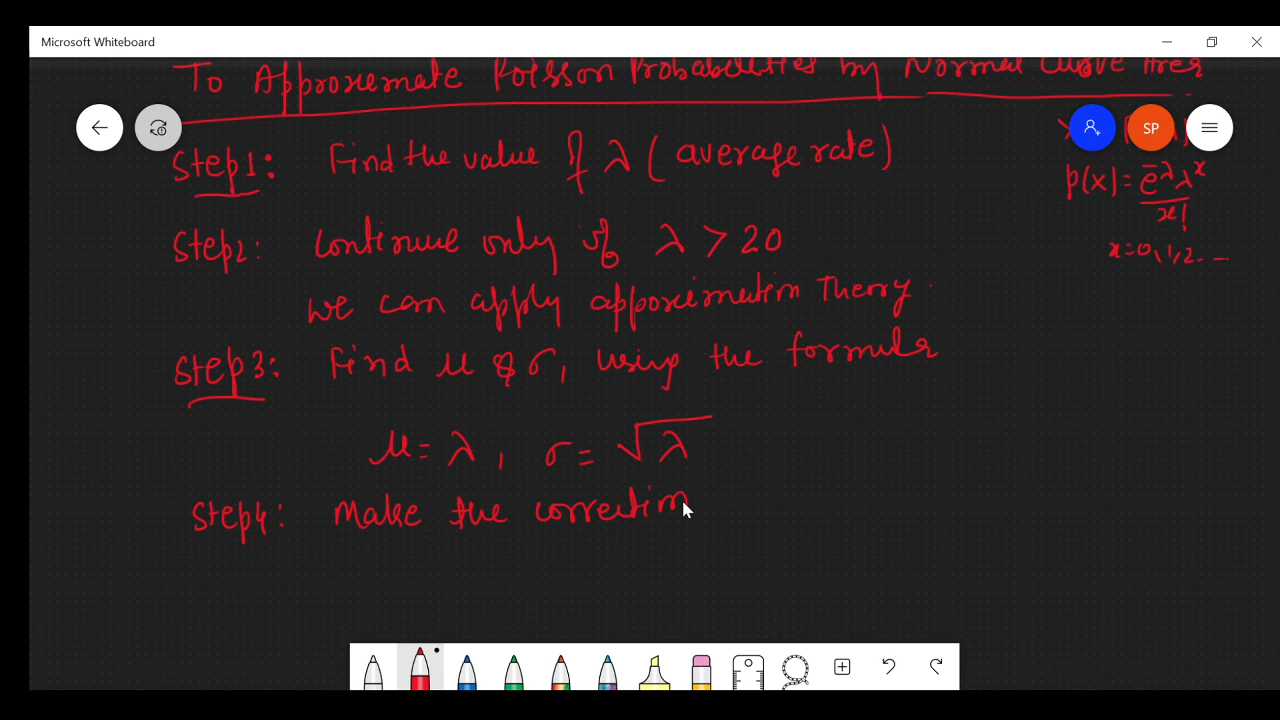 Microsoft Whiteboard
To Approximate Poisson Probabilities by Normal Curve Area
SP
Step1: Find the value of λ (average rate)
p(x) = e^-λ λ^x / x!
x=0,1,2...
Step2: Continue only if λ > 20
we can apply approximation Theory.
Step3: Find μ & σ, using the formula
μ = λ, σ = √λ
Step4: Make the correction